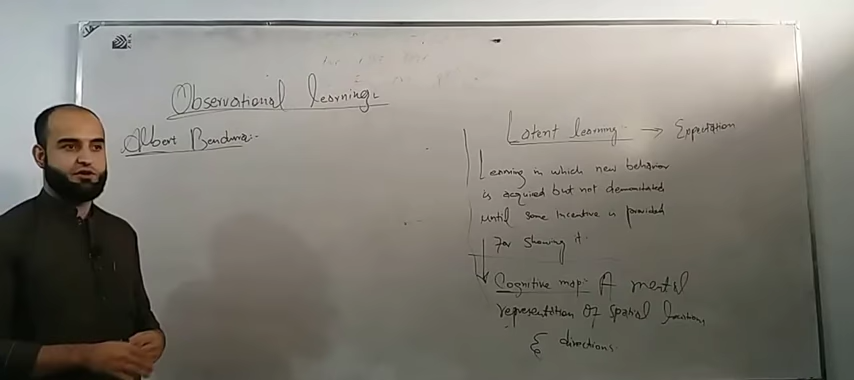 Observational learning
Albert Bandura:-
Latent learning:- → Expectation
Learning in which new behavior
is acquired but not demonstrated
until some incentive is provided
for showing it.
Cognitive map: A mental
representation of spatial locations
& directions.